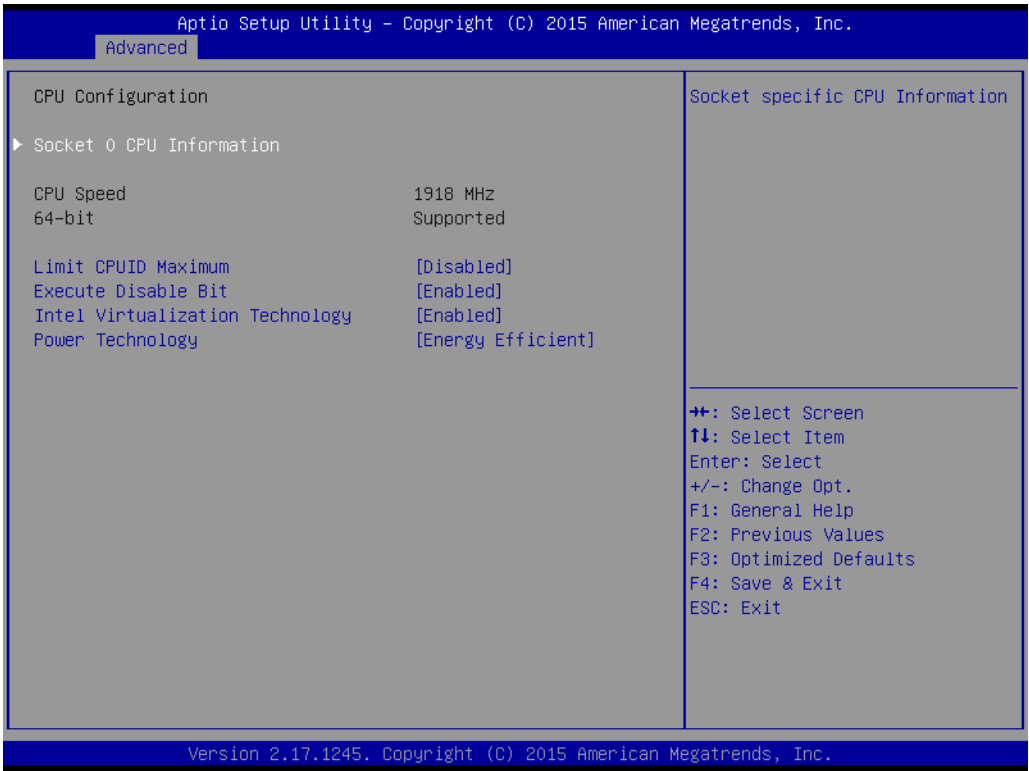 Aptio Setup Utility – Copyright (C) 2015 American Megatrends, Inc.
Advanced
CPU Configuration
Socket 0 CPU Information
CPU Speed 1918 MHz
64-bit Supported
Limit CPUID Maximum [Disabled]
Execute Disable Bit [Enabled]
Intel Virtualization Technology [Enabled]
Power Technology [Energy Efficient]
Socket specific CPU Information
→←: Select Screen
↑↓: Select Item
Enter: Select
+/-: Change Opt.
F1: General Help
F2: Previous Values
F3: Optimized Defaults
F4: Save & Exit
ESC: Exit
Version 2.17.1245. Copyright (C) 2015 American Megatrends, Inc.